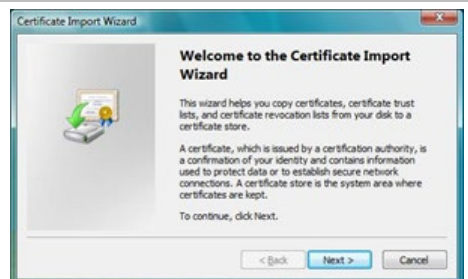 Certificate Import Wizard
Welcome to the Certificate Import
Wizard
This wizard helps you copy certificates, certificate trust
lists, and certificate revocation lists from your disk to a
certificate store.
A certificate, which is issued by a certification authority, is
a confirmation of your identity and contains information
used to protect data or to establish secure network
connections. A certificate store is the system area where
certificates are kept.
To continue, click Next.
< Back Next > Cancel